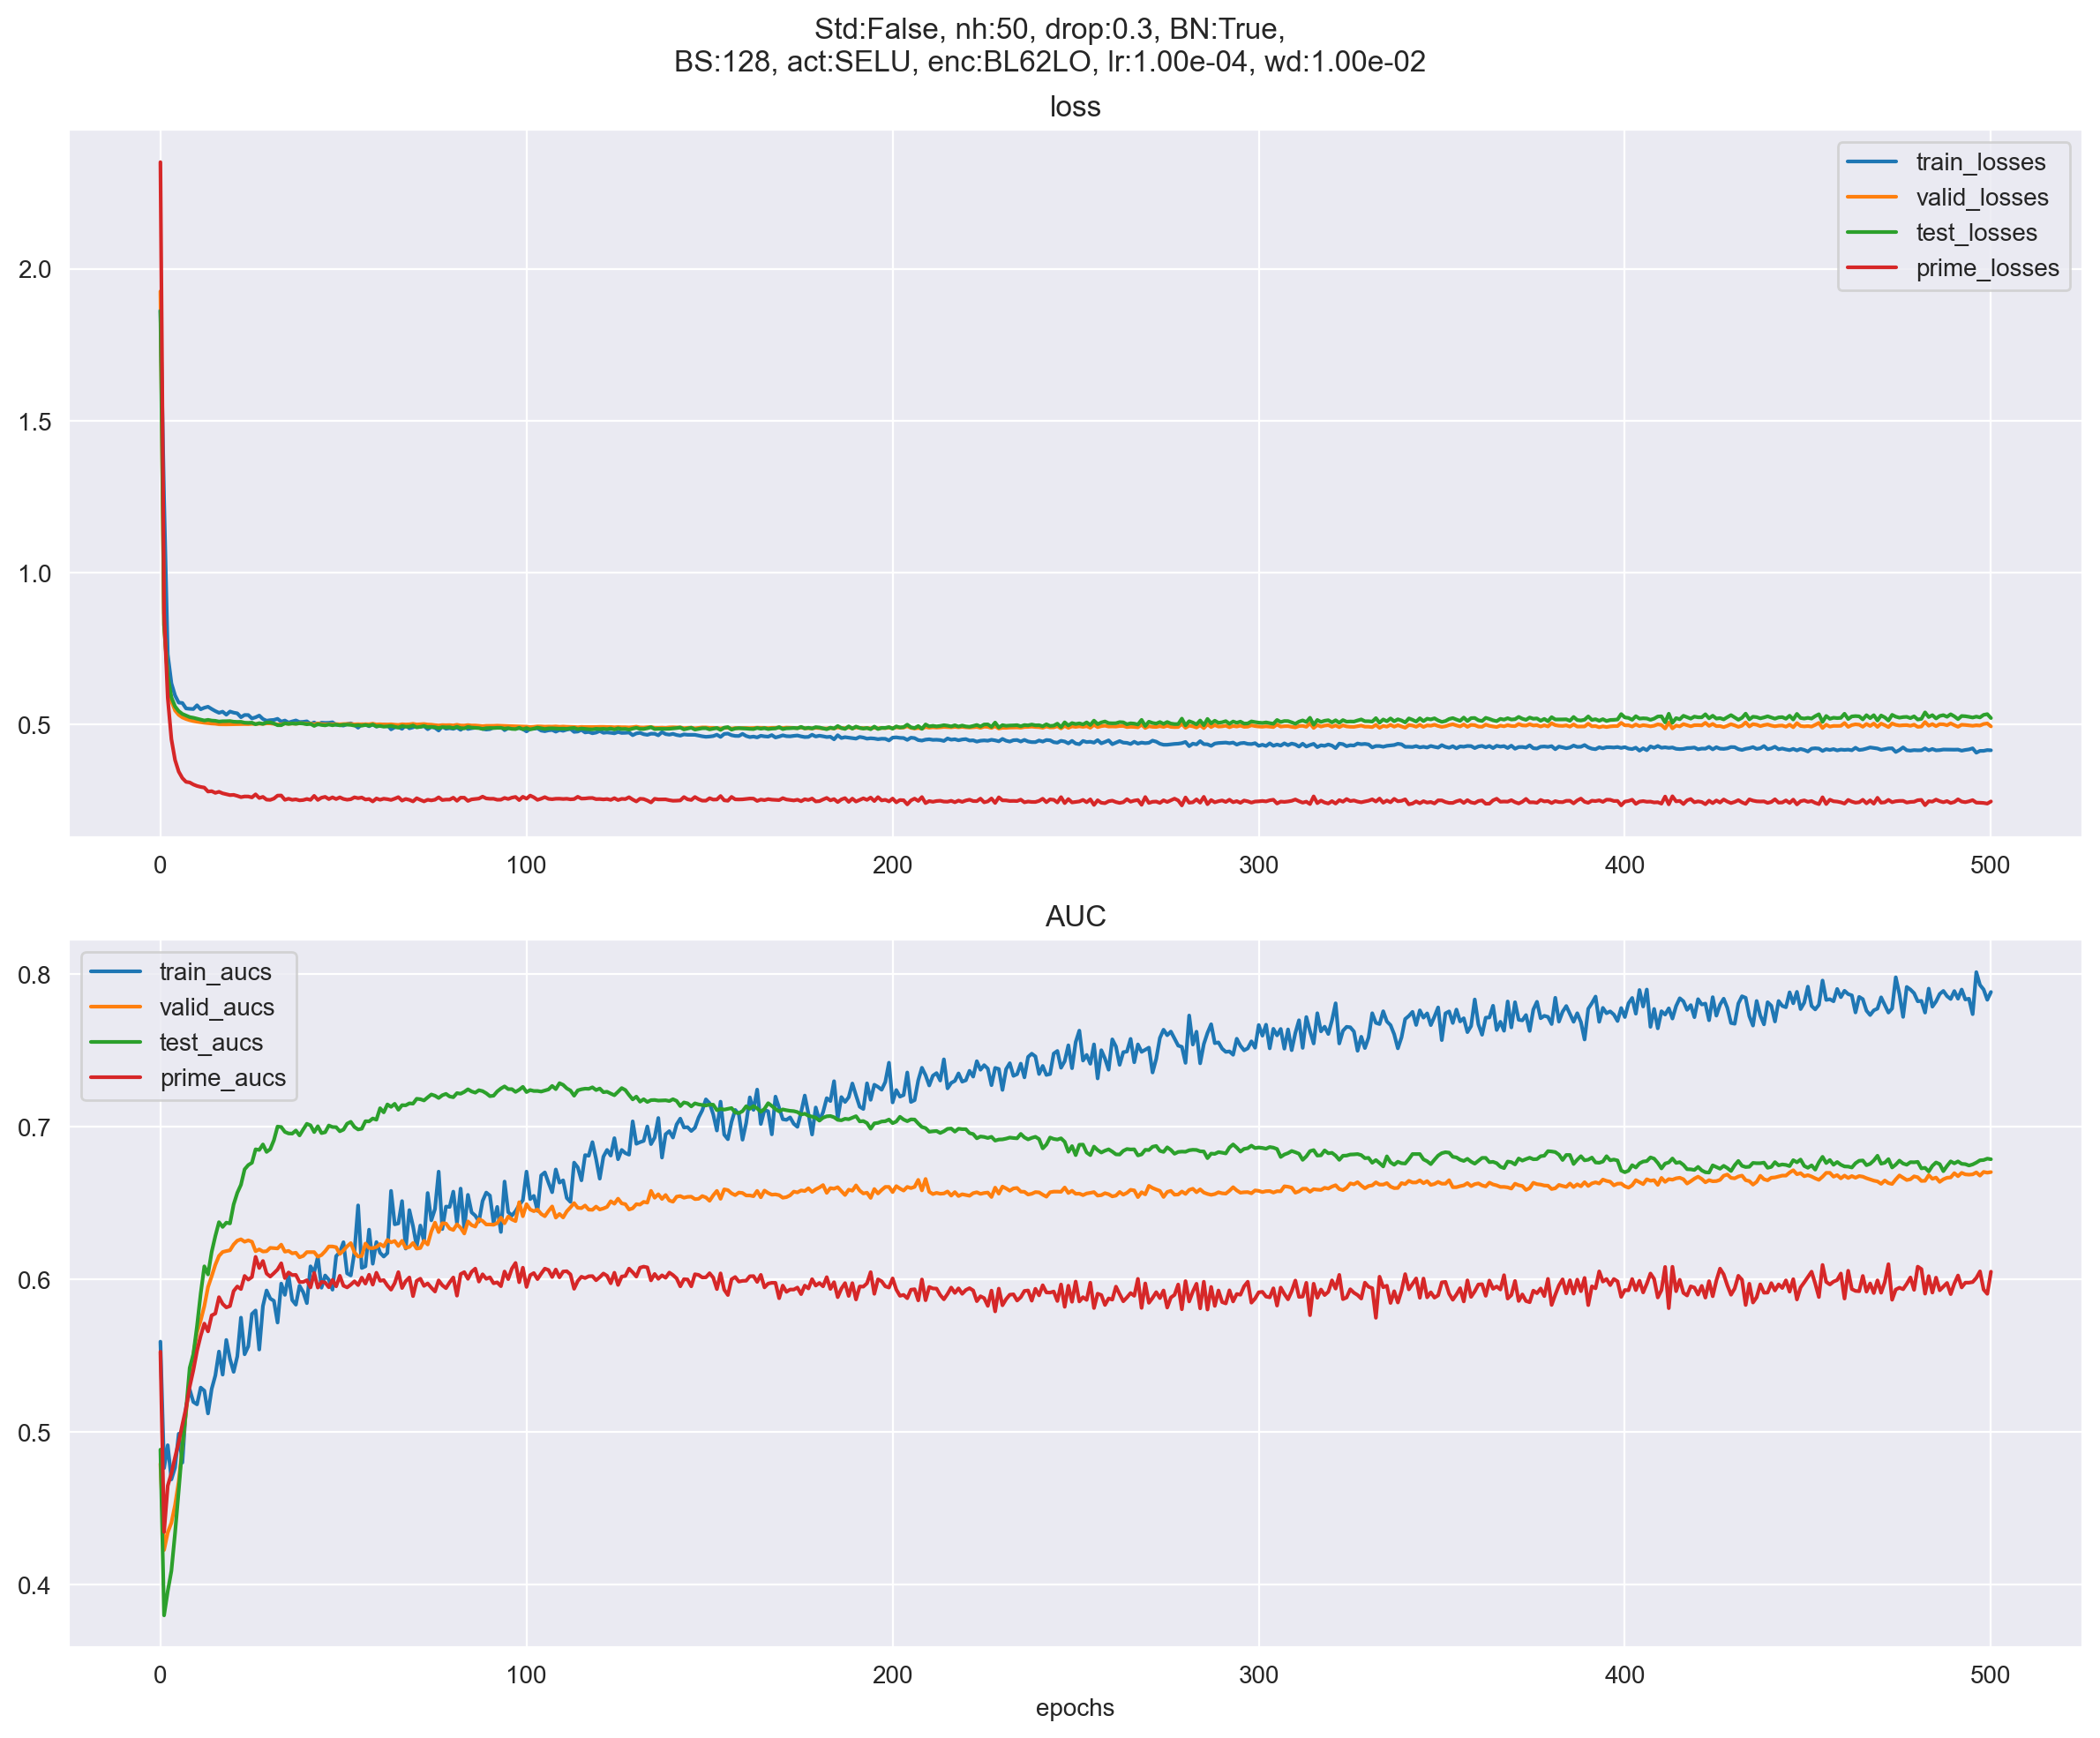 Std:False, nh:50, drop:0.3, BN:True,
BS:128, act:SELU, enc:BL62LO, lr:1.00e-04, wd:1.00e-02
loss
train_losses
valid_losses
test_losses
prime_losses
2.0
1.5
1.0
0.5
0 100 200 300 400 500
AUC
train_aucs
valid_aucs
test_aucs
prime_aucs
0.8
0.7
0.6
0.5
0.4
0 100 200 300 400 500
epochs